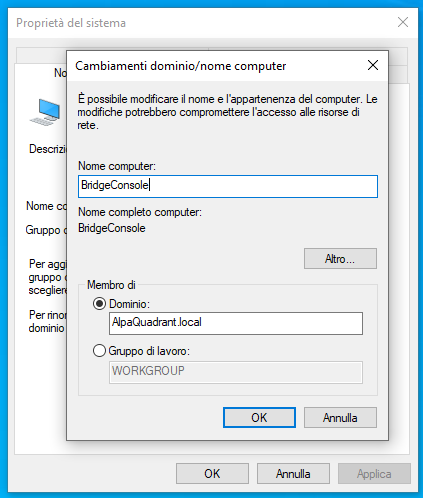 Proprietà del sistema
Cambiamenti dominio/nome computer
È possibile modificare il nome e l'appartenenza del computer. Le
modifiche potrebbero compromettere l'accesso alle risorse di
rete.
Nome computer:
BridgeConsole
Nome completo computer:
BridgeConsole
Altro...
Membro di
Dominio:
AlpaQuadrant.local
Gruppo di lavoro:
WORKGROUP
OK
Annulla
No
Descrizi
Nome co
Gruppo d
Per aggi
gruppo d
scegliere
Per rinor
dominio
OK
Annulla
Applica